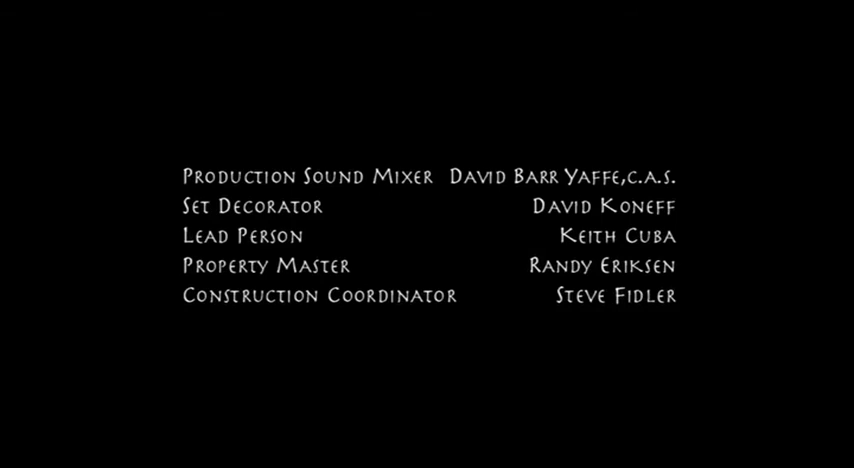 Production Sound Mixer David Barr Yaffe, c.a.s.
Set Decorator David Koneff
Lead Person Keith Cuba
Property Master Randy Eriksen
Construction Coordinator Steve Fidler